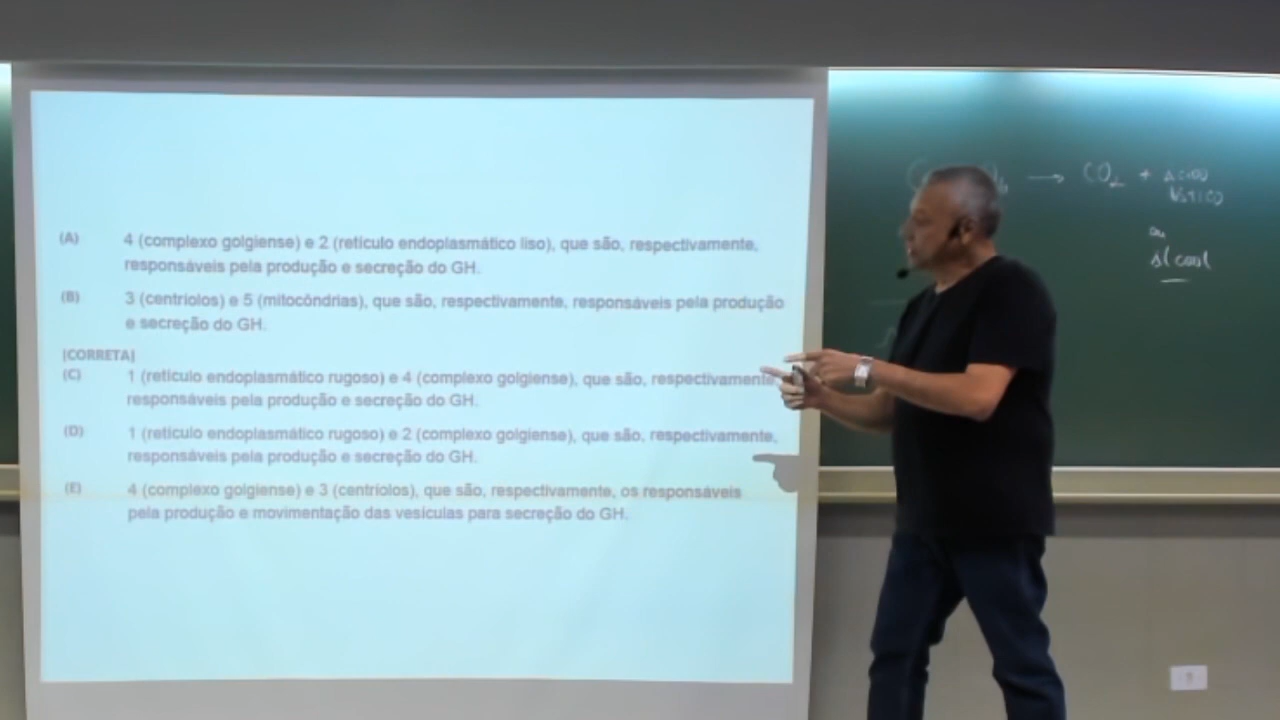 (A) 4 (complexo golgiense) e 2 (retículo endoplasmático liso), que são, respectivamente,
responsáveis pela produção e secreção do GH.
(B) 3 (centríolos) e 5 (mitocôndrias), que são, respectivamente, responsáveis pela produção
e secreção do GH.
[CORRETA]
(C) 1 (retículo endoplasmático rugoso) e 4 (complexo golgiense), que são, respectivamente,
responsáveis pela produção e secreção do GH.
(D) 1 (retículo endoplasmático rugoso) e 2 (complexo golgiense), que são, respectivamente,
responsáveis pela produção e secreção do GH.
(E) 4 (complexo golgiense) e 3 (centríolos), que são, respectivamente, os responsáveis
pela produção e movimentação das vesículas para secreção do GH.
→ CO₂ + ÁCIDO
álcool